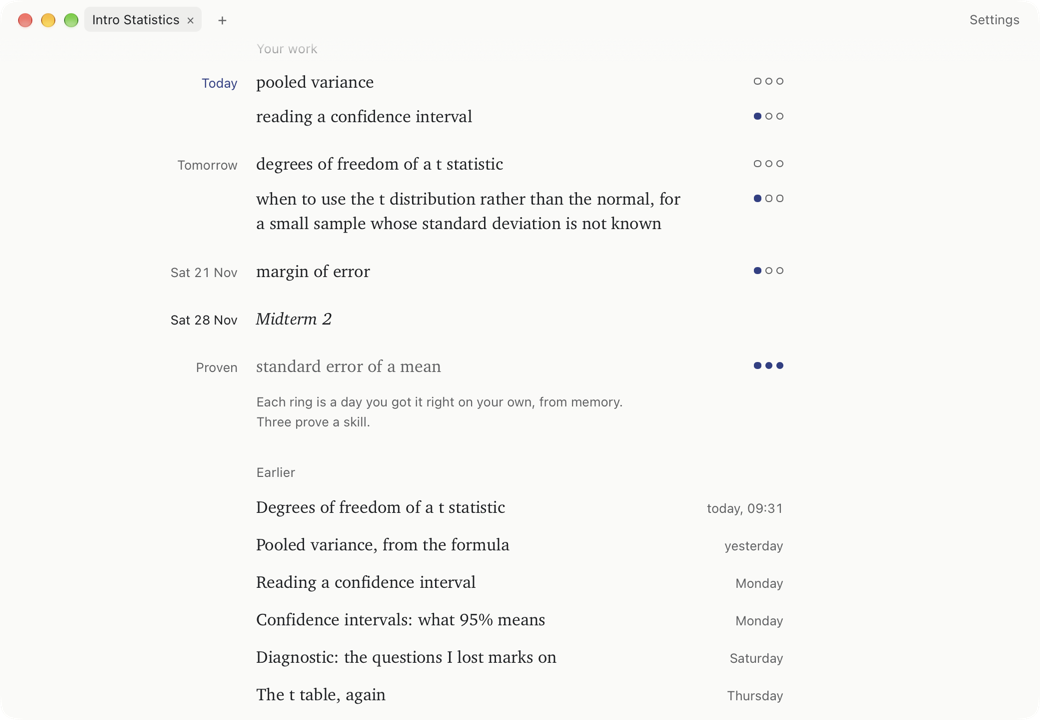 Intro Statistics × +
Settings
Your work
Today pooled variance
reading a confidence interval
Tomorrow degrees of freedom of a t statistic
when to use the t distribution rather than the normal, for
a small sample whose standard deviation is not known
Sat 21 Nov margin of error
Sat 28 Nov Midterm 2
Proven standard error of a mean
Each ring is a day you got it right on your own, from memory.
Three prove a skill.
Earlier
Degrees of freedom of a t statistic today, 09:31
Pooled variance, from the formula yesterday
Reading a confidence interval Monday
Confidence intervals: what 95% means Monday
Diagnostic: the questions I lost marks on Saturday
The t table, again Thursday